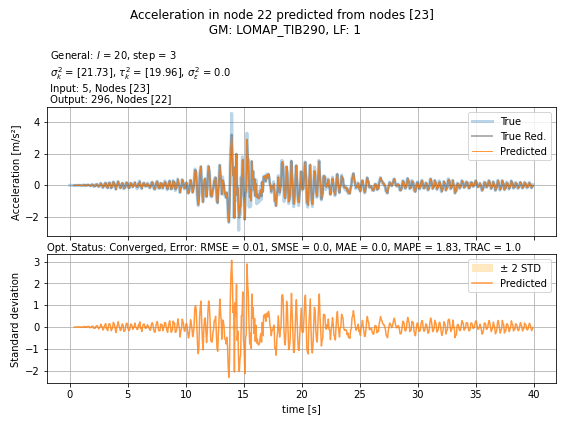 Acceleration in node 22 predicted from nodes [23]
GM: LOMAP_TIB290, LF: 1
General: l = 20, step = 3
σ²ₖ = [21.73], τ²ₖ = [19.96], σ²_ε = 0.0
Input: 5, Nodes [23]
Output: 296, Nodes [22]
Acceleration [m/s²]
4
2
0
−2
True
True Red.
Predicted
Opt. Status: Converged, Error: RMSE = 0.01, SMSE = 0.0, MAE = 0.0, MAPE = 1.83, TRAC = 1.0
Standard deviation
3
2
1
0
−1
−2
± 2 STD
Predicted
0 5 10 15 20 25 30 35 40
time [s]